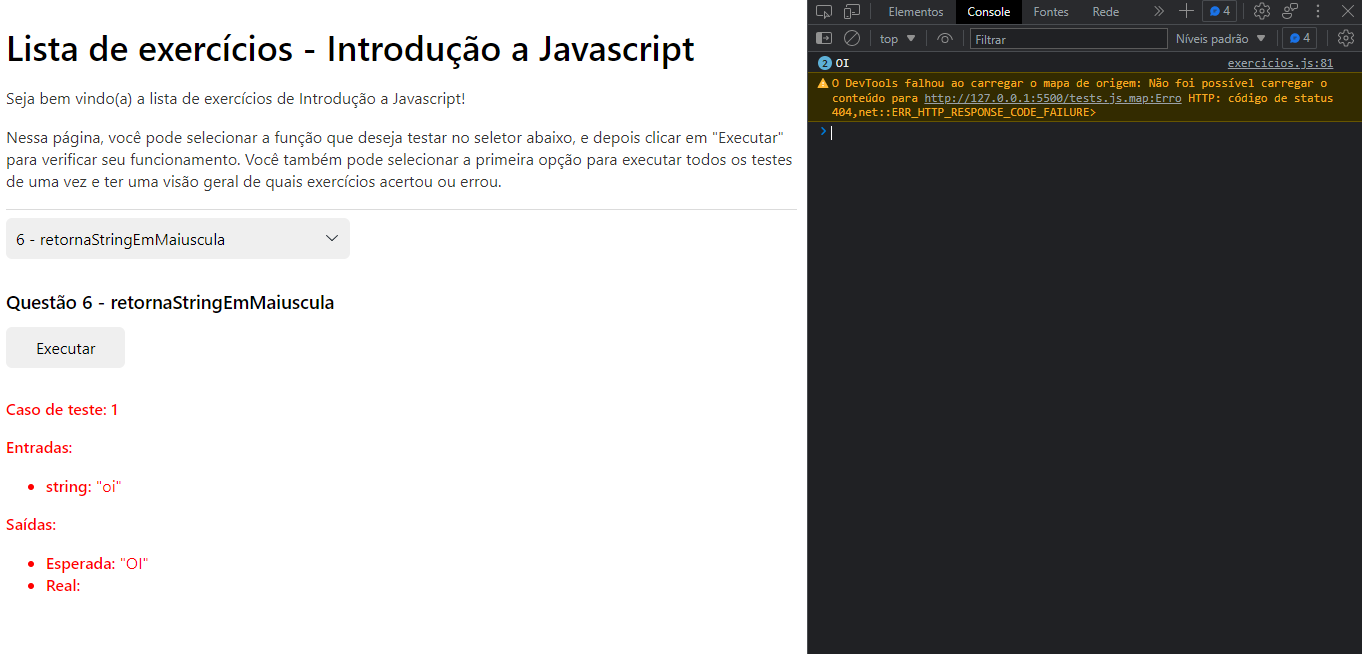 Lista de exercícios - Introdução a Javascript
Seja bem vindo(a) a lista de exercícios de Introdução a Javascript!
Nessa página, você pode selecionar a função que deseja testar no seletor abaixo, e depois clicar em "Executar"
para verificar seu funcionamento. Você também pode selecionar a primeira opção para executar todos os testes
de uma vez e ter uma visão geral de quais exercícios acertou ou errou.
6 - retornaStringEmMaiuscula
Questão 6 - retornaStringEmMaiuscula
Executar
Caso de teste: 1
Entradas:
string: "oi"
Saídas:
Esperada: "OI"
Real:
Elementos Console Fontes Rede 4
top Filtrar Níveis padrão 4
2 OI exercicios.js:81
O DevTools falhou ao carregar o mapa de origem: Não foi possível carregar o
conteúdo para http://127.0.0.1:5500/tests.js.map:Erro HTTP: código de status
404,net::ERR_HTTP_RESPONSE_CODE_FAILURE>